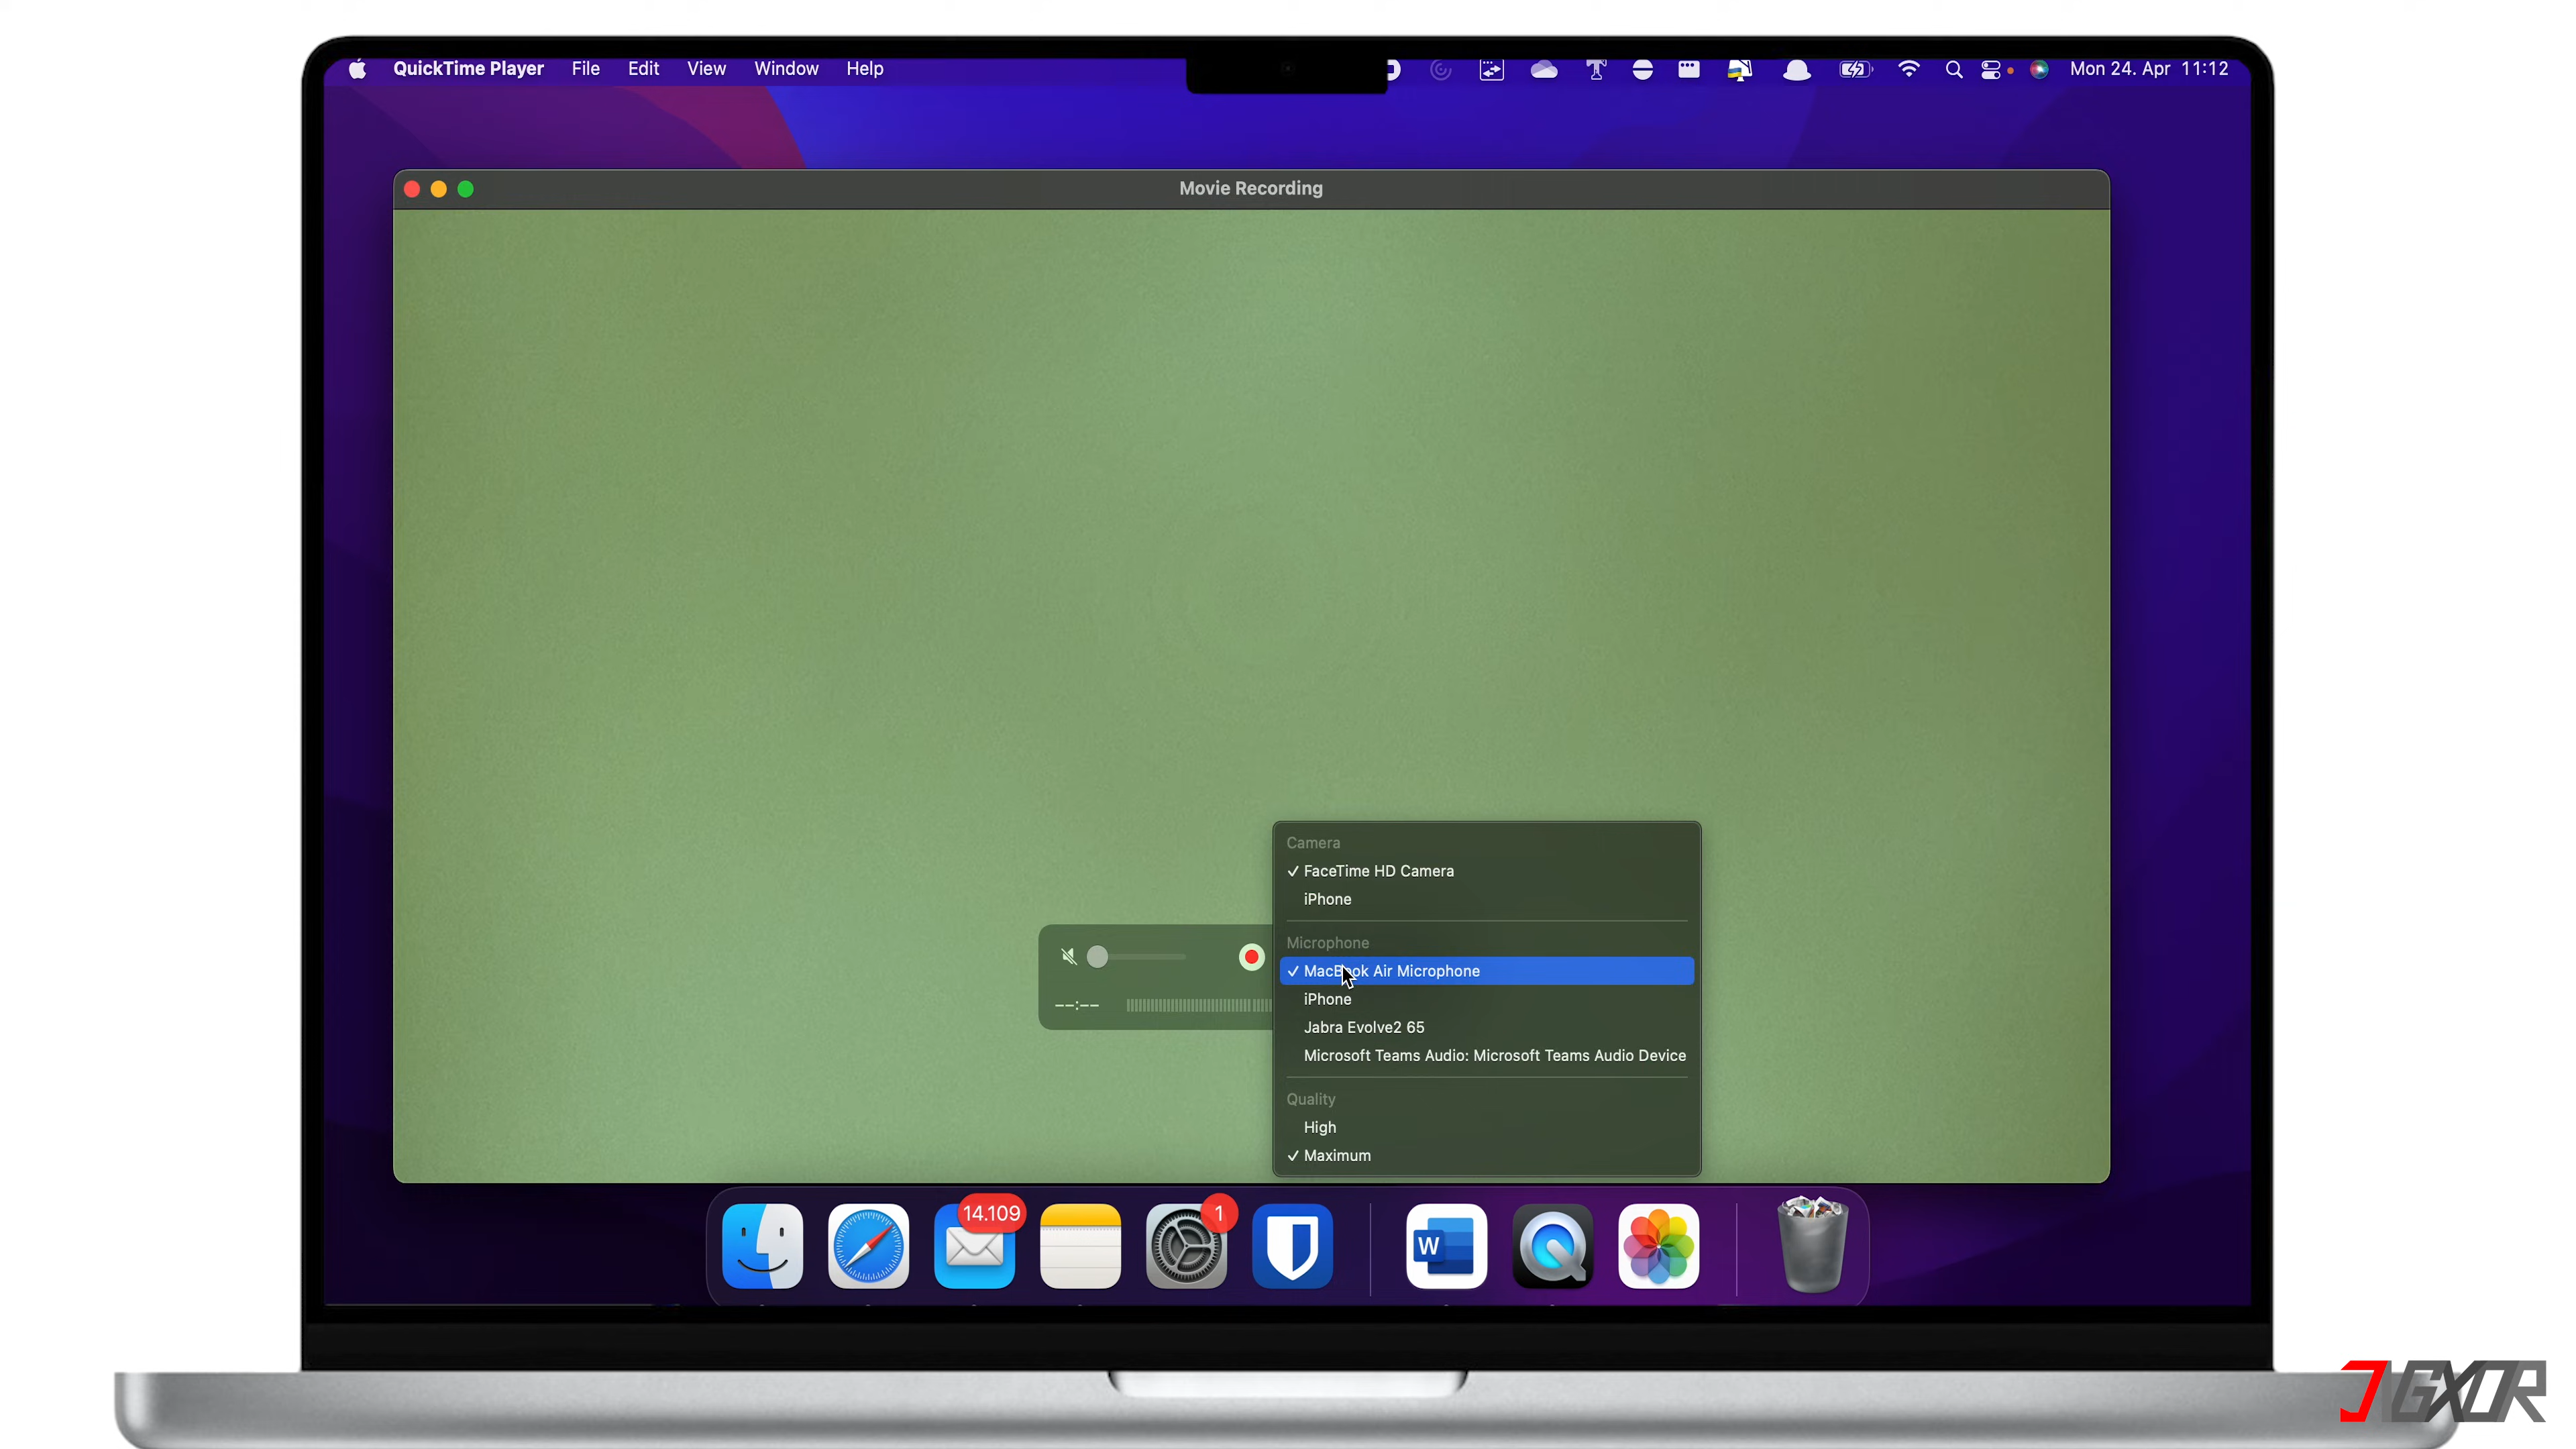 QuickTime Player File Edit View Window Help Mon 24. Apr 11:12
Movie Recording
Camera
✓ FaceTime HD Camera
iPhone
Microphone
✓ MacBook Air Microphone
iPhone
Jabra Evolve2 65
Microsoft Teams Audio: Microsoft Teams Audio Device
--:--
Quality
High
✓ Maximum
14.109
1
W
JIGXOR